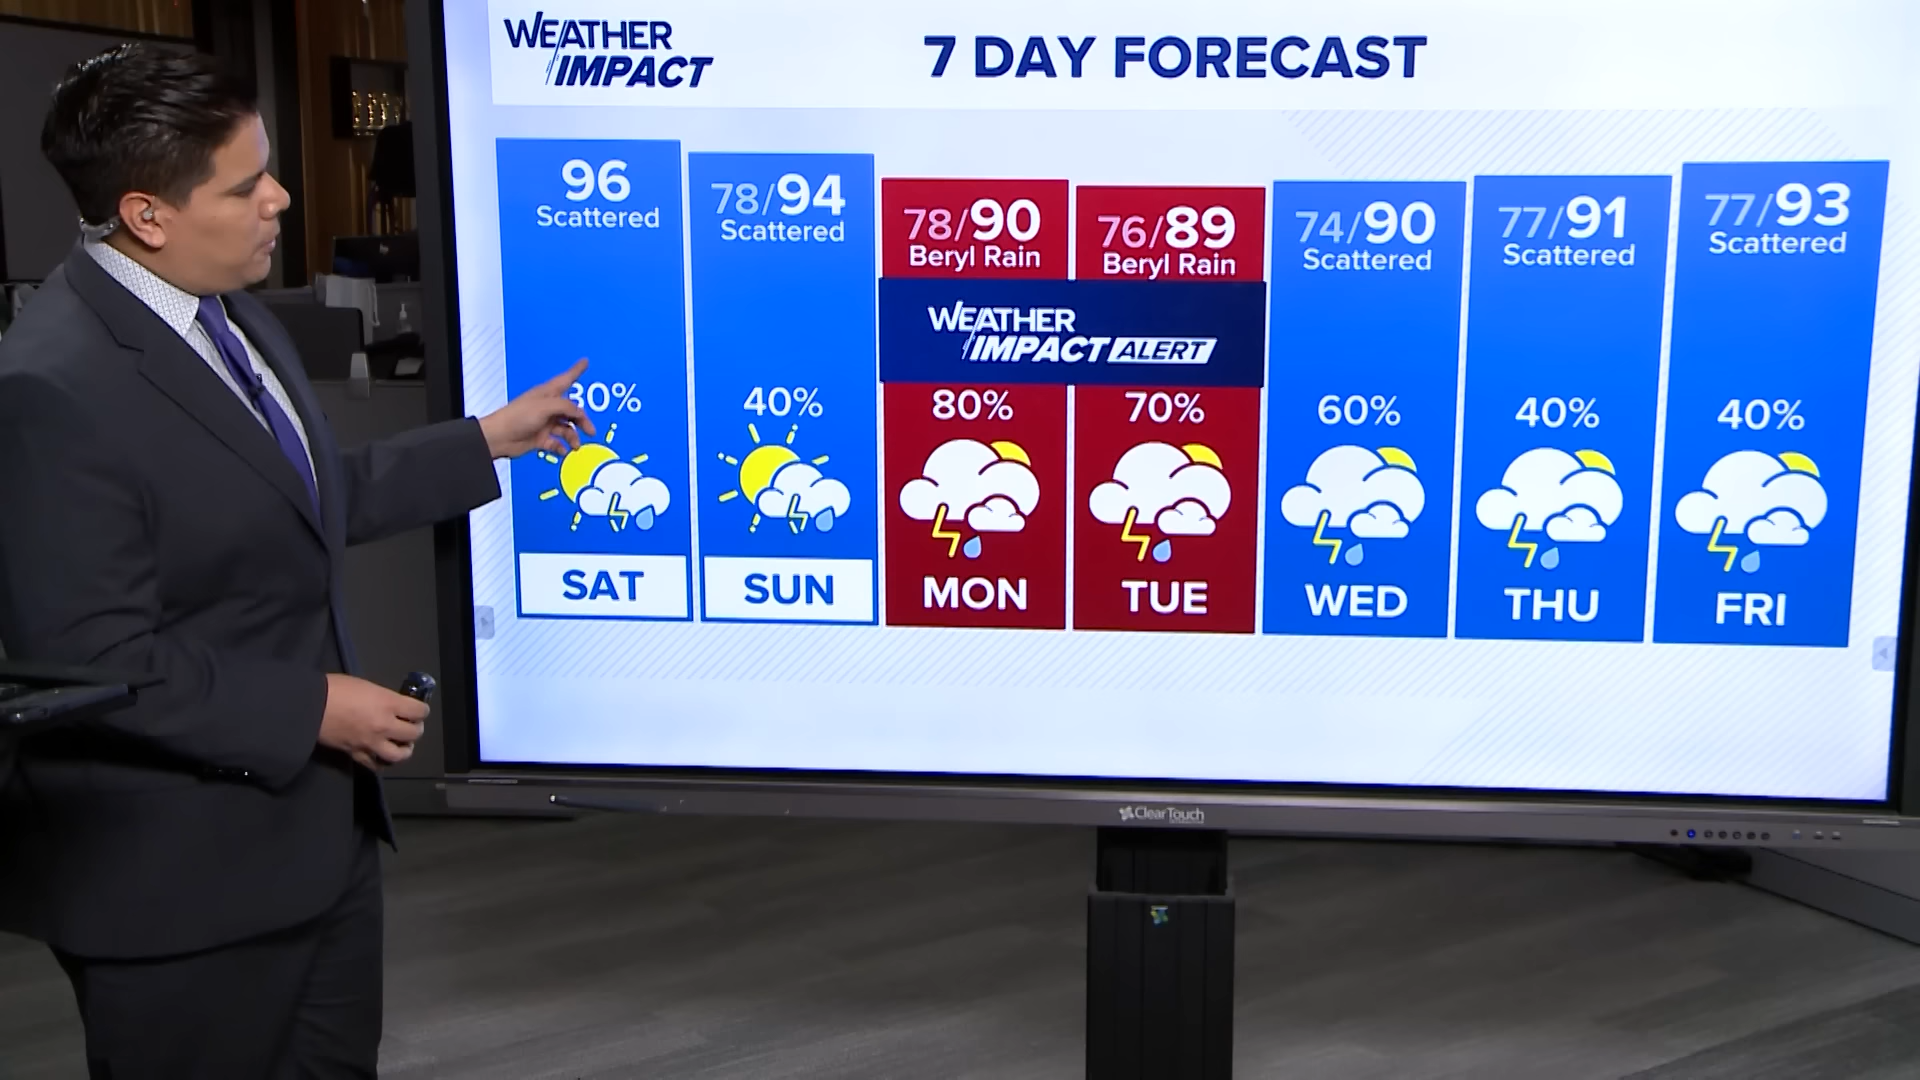 WEATHER
IMPACT
7 DAY FORECAST
96
Scattered
30%
SAT
78/94
Scattered
40%
SUN
78/90
Beryl Rain
80%
MON
76/89
Beryl Rain
70%
TUE
WEATHER
IMPACT ALERT
74/90
Scattered
60%
WED
77/91
Scattered
40%
THU
77/93
Scattered
40%
FRI
ClearTouch